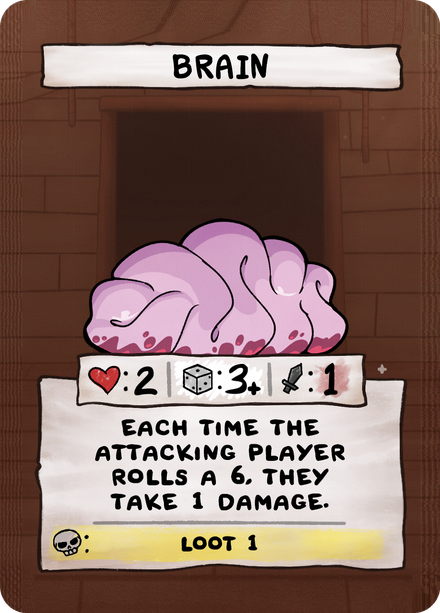 BRAIN
:2 :3+ :1
EACH TIME THE
ATTACKING PLAYER
ROLLS A 6, THEY
TAKE 1 DAMAGE.
: LOOT 1